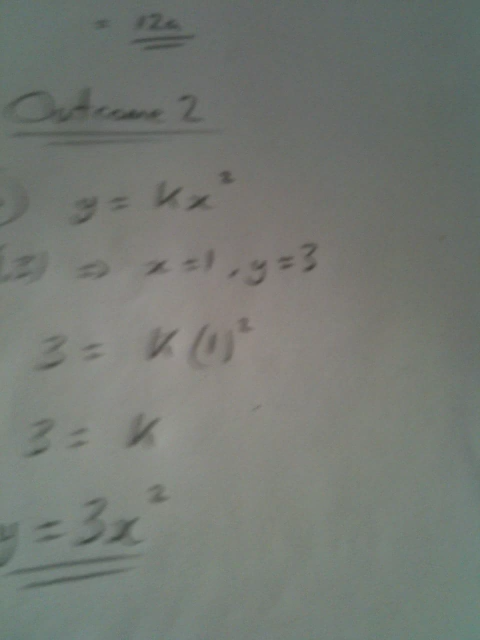 = 12a
Outcome 2
) y = kx²
) ⇒ x = 1, y = 3
3 = k(1)²
3 = k
y = 3x²